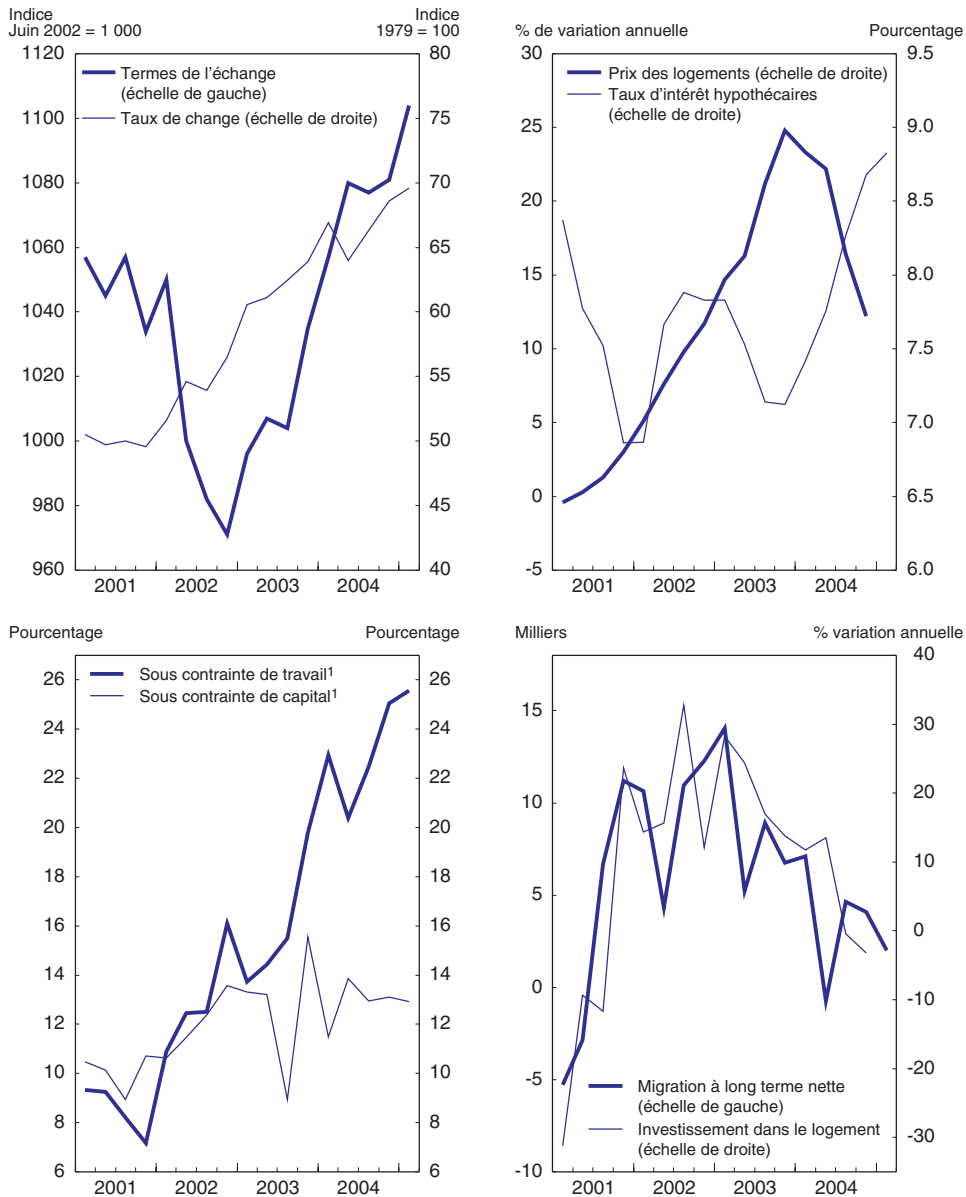 Indice
Juin 2002 = 1 000
Indice
1979 = 100
1120
1100
1080
1060
1040
1020
1000
980
960
80
75
70
65
60
55
50
45
40
Termes de l'échange
(échelle de gauche)
Taux de change (échelle de droite)
2001 2002 2003 2004
% de variation annuelle
Pourcentage
30
25
20
15
10
5
0
-5
9.5
9.0
8.5
8.0
7.5
7.0
6.5
6.0
Prix des logements (échelle de droite)
Taux d'intérêt hypothécaires
(échelle de droite)
2001 2002 2003 2004
Pourcentage
Pourcentage
26
24
22
20
18
16
14
12
10
8
6
26
24
22
20
18
16
14
12
10
8
6
Sous contrainte de travail¹
Sous contrainte de capital¹
2001 2002 2003 2004
Milliers
% variation annuelle
15
10
5
0
-5
-10
40
30
20
10
0
-10
-20
-30
Migration à long terme nette
(échelle de gauche)
Investissement dans le logement
(échelle de droite)
2001 2002 2003 2004